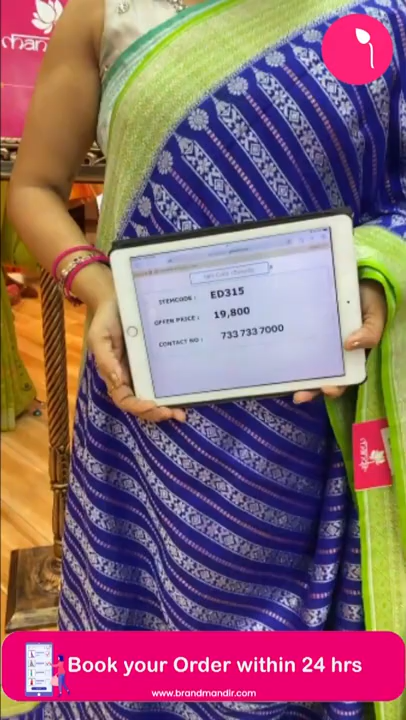 ITEMCODE : ED315
OFFER PRICE : 19,800
CONTACT NO : 733 733 7000
Book your Order within 24 hrs
www.brandmandir.com